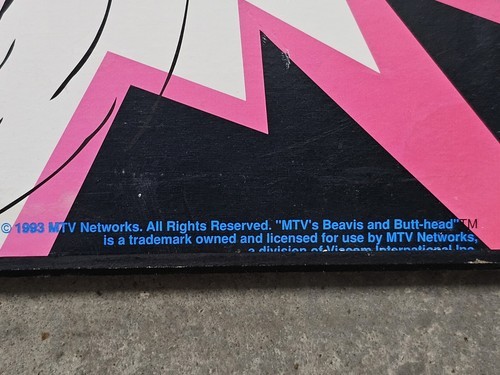 © 1993 MTV Networks. All Rights Reserved. "MTV's Beavis and Butt-head"TM
is a trademark owned and licensed for use by MTV Networks,
a division of Viacom International Inc.